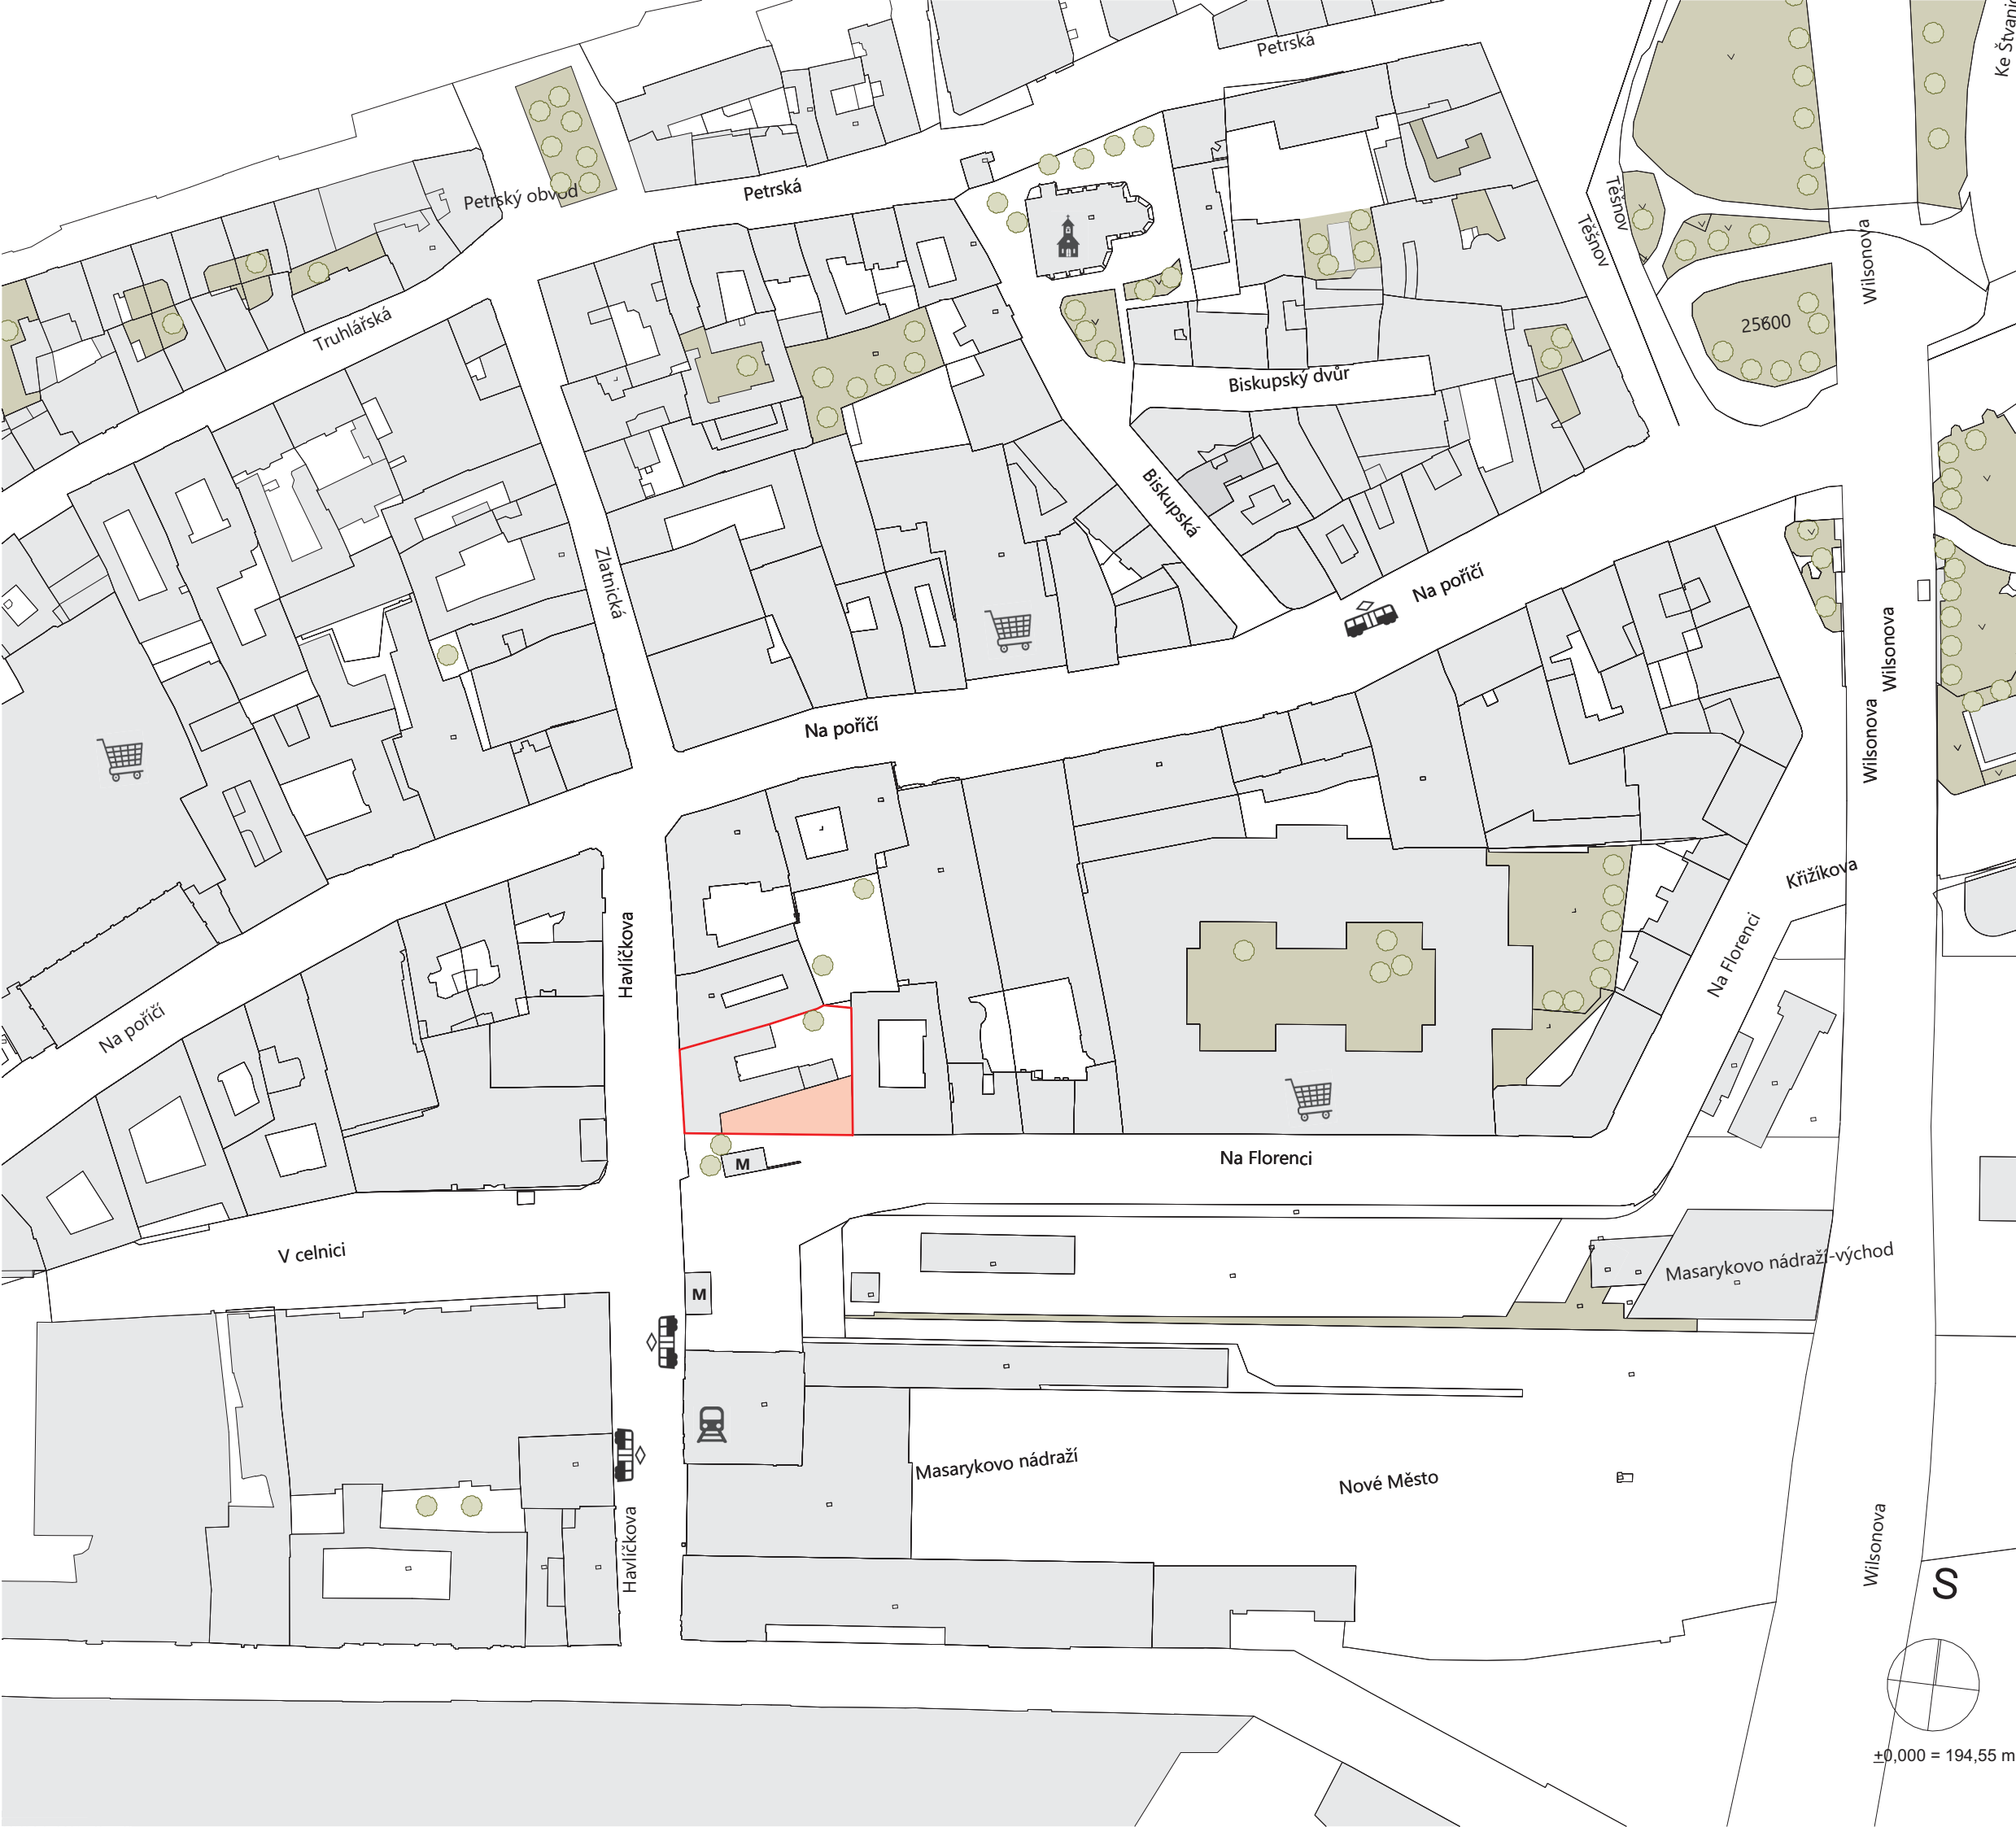 Petrská
Ke Štvanici
Petrský obvod
Petrská
Těšnov
Těšnov
Wilsonova
Truhlářská
25600
Biskupský dvůr
Biskupská
Zlatnická
Na poříčí
Wilsonova
Na poříčí
Wilsonova
Křižíkova
Havlíčkova
Na Florenci
Na poříčí
M
Na Florenci
V celnici
Masarykovo nádraží-východ
M
Masarykovo nádraží
Nové Město
Havlíčkova
Wilsonova
S
±0,000 = 194,55 m